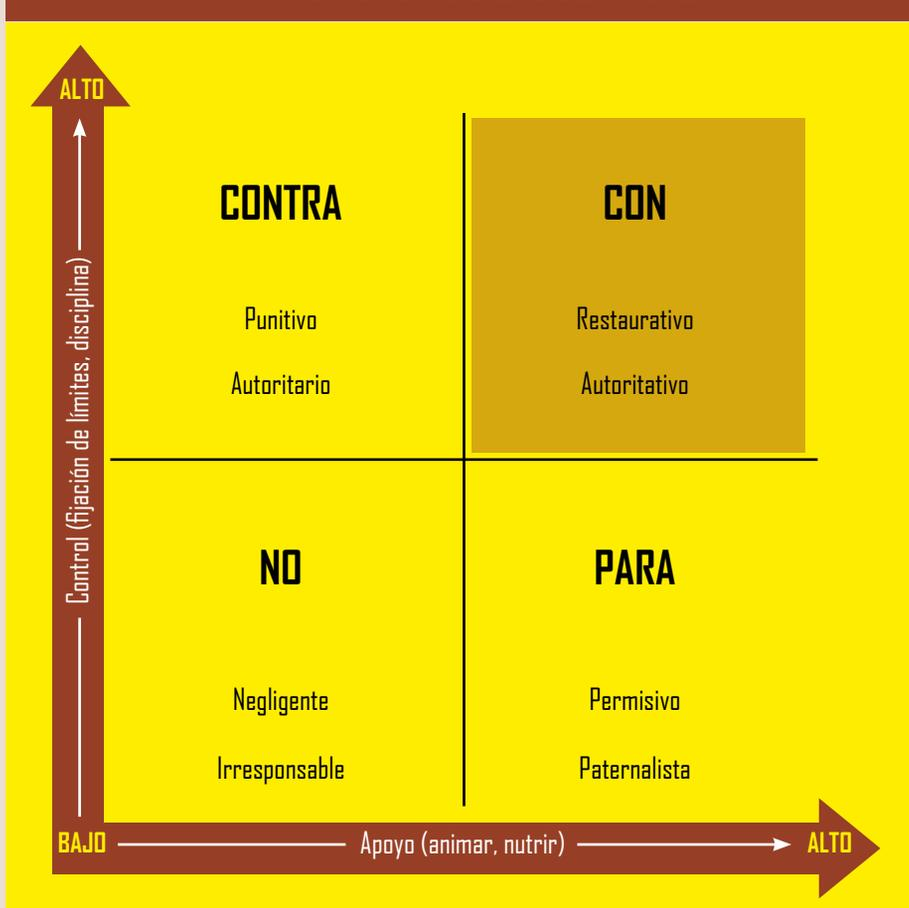 ALTO
Control (fijación de límites, disciplina)
CONTRA
Punitivo
Autoritario
CON
Restaurativo
Autoritativo
NO
Negligente
Irresponsable
PARA
Permisivo
Paternalista
BAJO
Apoyo (animar, nutrir)
ALTO